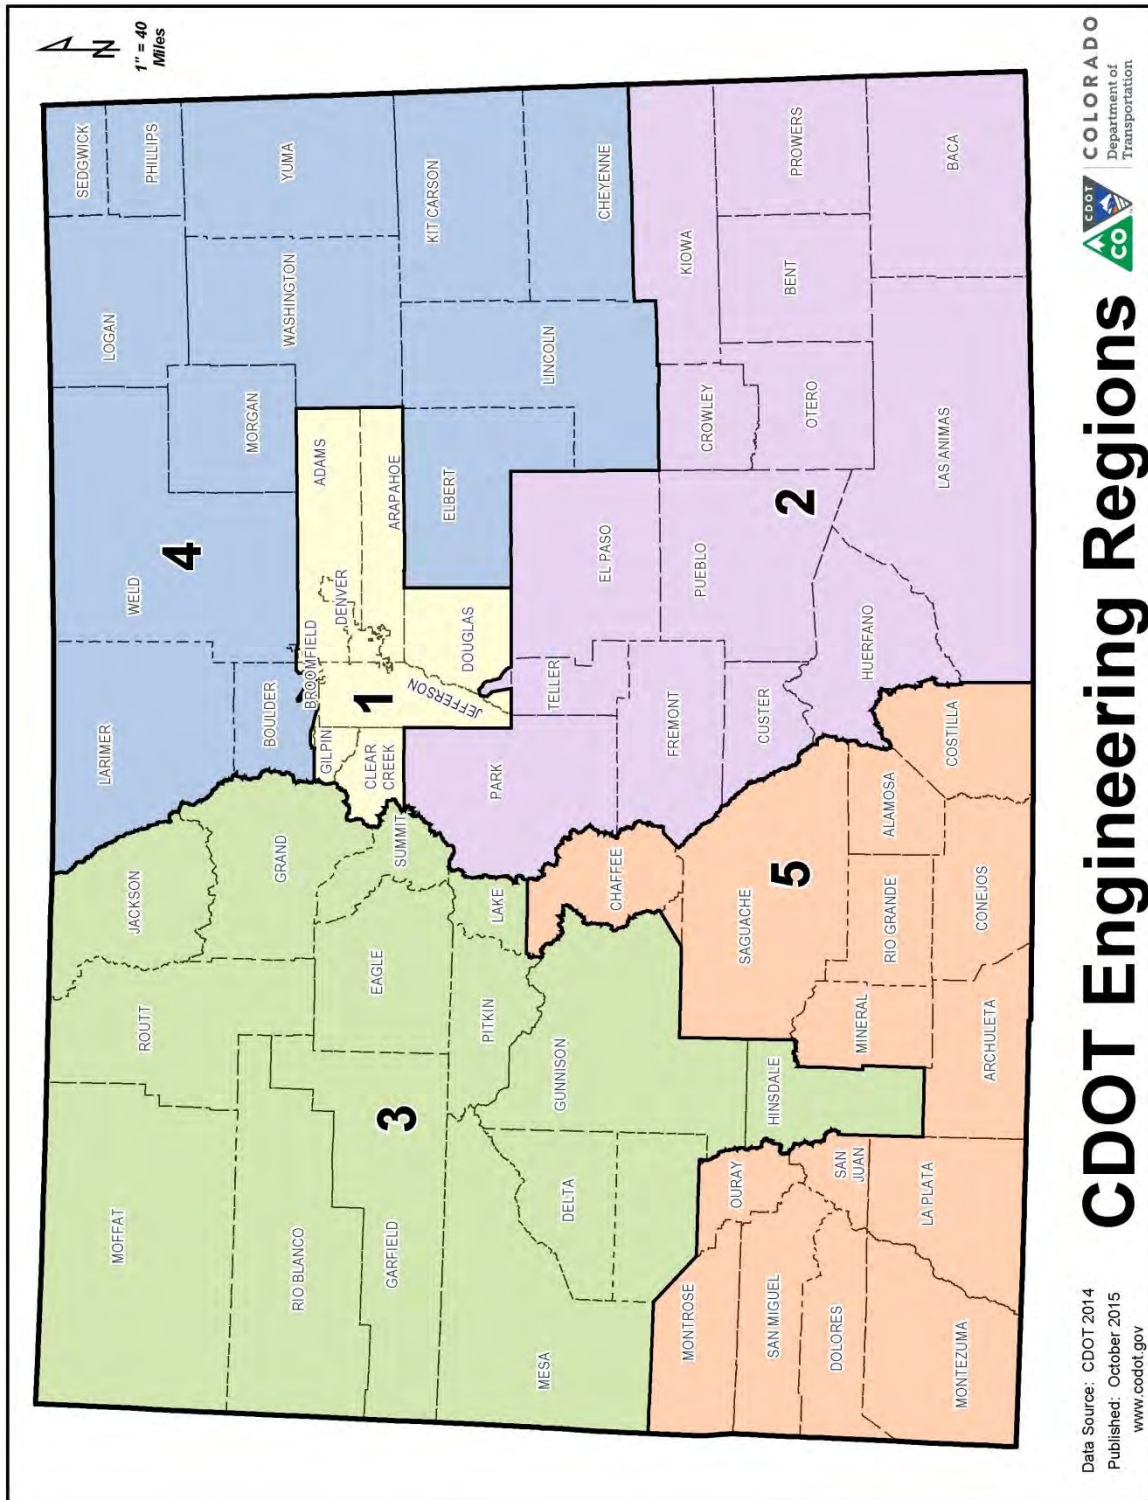 N
1" = 40
Miles
MOFFAT
ROUTT
JACKSON
LARIMER
WELD
LOGAN
SEDGWICK
PHILLIPS
4
MORGAN
WASHINGTON
YUMA
RIO BLANCO
GRAND
BOULDER
BROOMFIELD
GILPIN
ADAMS
DENVER
1
ARAPAHOE
GARFIELD
3
EAGLE
SUMMIT
CLEAR
CREEK
JEFFERSON
DOUGLAS
ELBERT
KIT CARSON
MESA
PITKIN
LAKE
PARK
TELLER
EL PASO
LINCOLN
CHEYENNE
DELTA
GUNNISON
CHAFFEE
FREMONT
PUEBLO
CROWLEY
KIOWA
MONTROSE
OURAY
HINSDALE
SAGUACHE
5
CUSTER
2
OTERO
BENT
PROWERS
SAN MIGUEL
DOLORES
SAN
JUAN
MINERAL
RIO GRANDE
ALAMOSA
HUERFANO
LAS ANIMAS
BACA
MONTEZUMA
LA PLATA
ARCHULETA
CONEJOS
COSTILLA
Data Source: CDOT 2014
Published: October 2015
www.codot.gov
CDOT Engineering Regions
CDOT
CO
COLORADO
Department of
Transportation